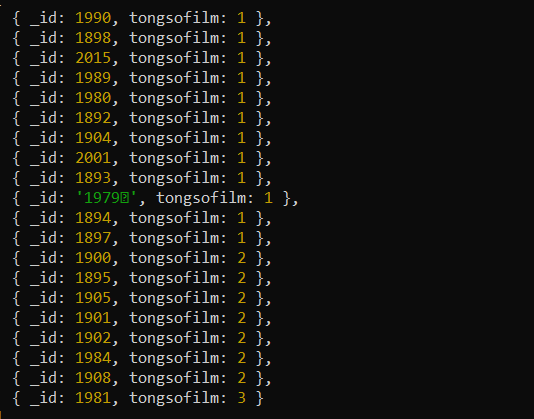 { _id: 1990, tongsofilm: 1 },
{ _id: 1898, tongsofilm: 1 },
{ _id: 2015, tongsofilm: 1 },
{ _id: 1989, tongsofilm: 1 },
{ _id: 1980, tongsofilm: 1 },
{ _id: 1892, tongsofilm: 1 },
{ _id: 1904, tongsofilm: 1 },
{ _id: 2001, tongsofilm: 1 },
{ _id: 1893, tongsofilm: 1 },
{ _id: '1979�', tongsofilm: 1 },
{ _id: 1894, tongsofilm: 1 },
{ _id: 1897, tongsofilm: 1 },
{ _id: 1900, tongsofilm: 2 },
{ _id: 1895, tongsofilm: 2 },
{ _id: 1905, tongsofilm: 2 },
{ _id: 1901, tongsofilm: 2 },
{ _id: 1902, tongsofilm: 2 },
{ _id: 1984, tongsofilm: 2 },
{ _id: 1908, tongsofilm: 2 },
{ _id: 1981, tongsofilm: 3 }